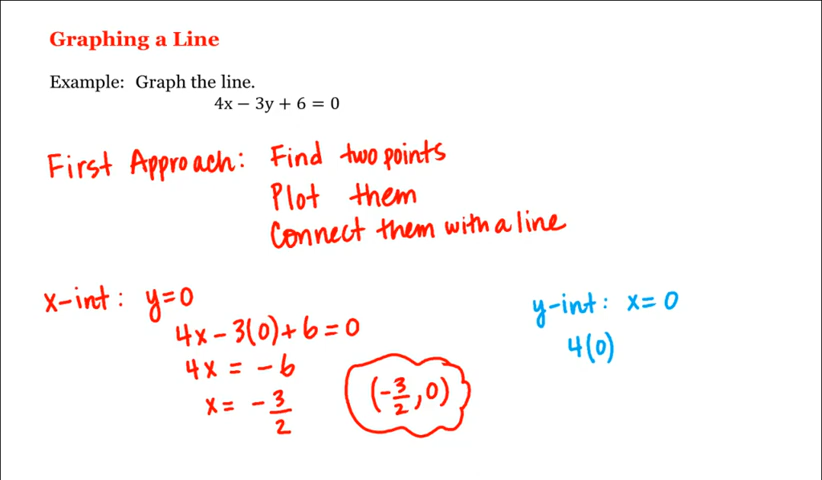 Graphing a Line
Example: Graph the line.
4x − 3y + 6 = 0
First Approach: Find two points
Plot them
Connect them with a line
x-int: y=0
4x - 3(0) + 6 = 0
4x = -6
x = -3/2
(-3/2, 0)
y-int: x=0
4(0)